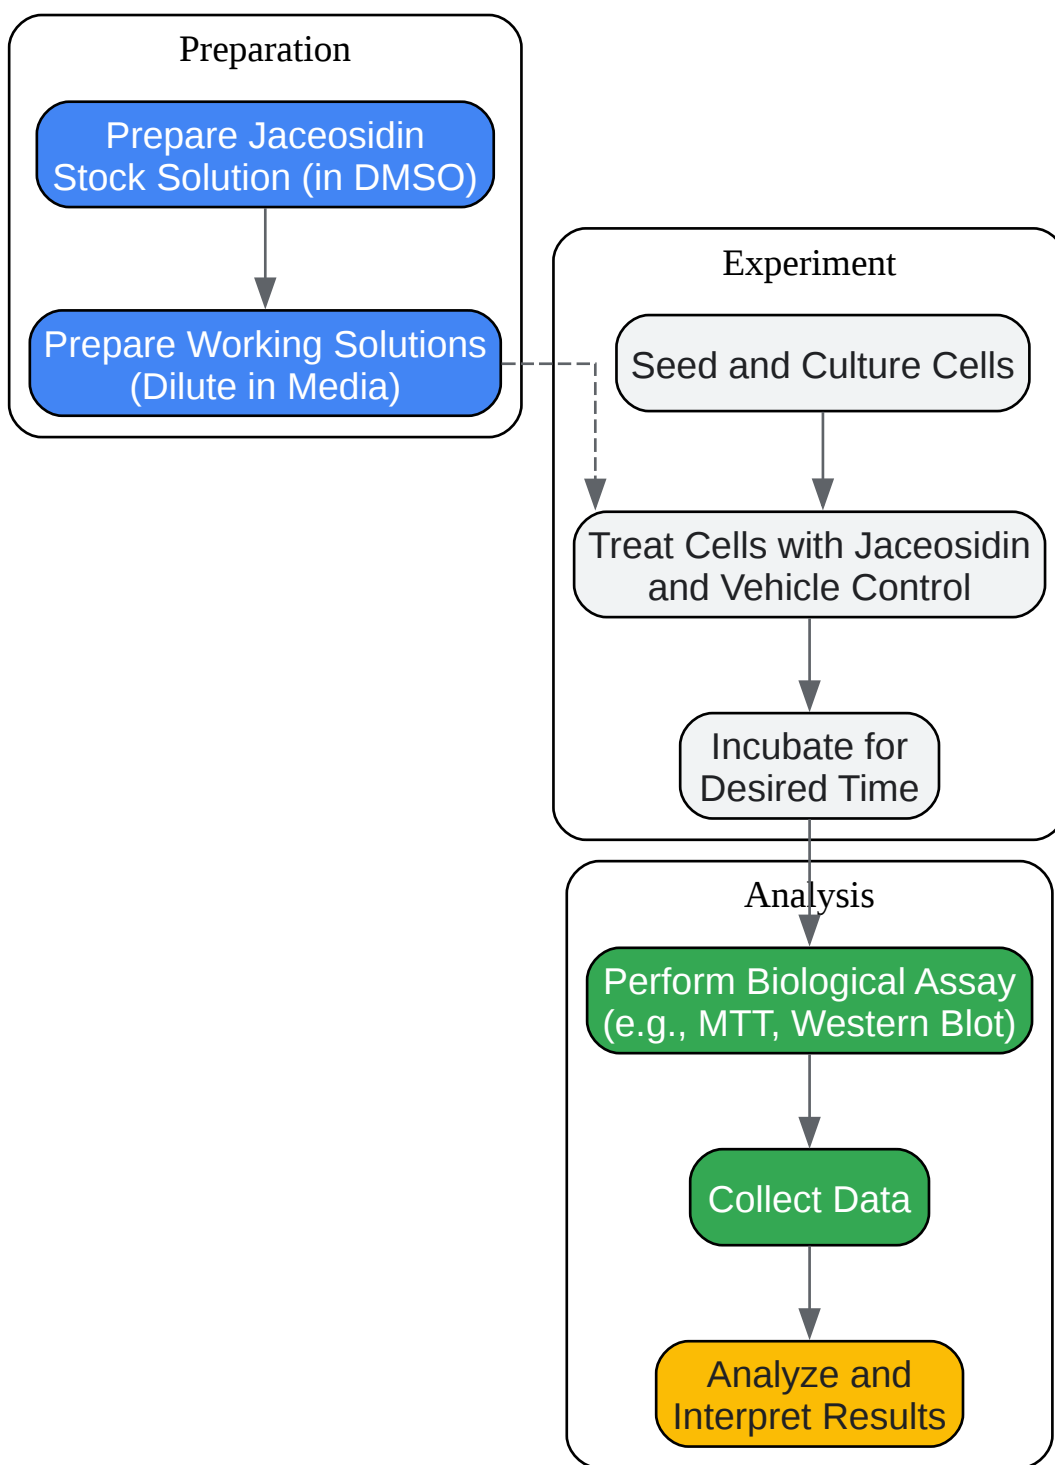 Preparation
Prepare Jaceosidin
Stock Solution (in DMSO)
Prepare Working Solutions
(Dilute in Media)
Experiment
Seed and Culture Cells
Treat Cells with Jaceosidin
and Vehicle Control
Incubate for
Desired Time
Analysis
Perform Biological Assay
(e.g., MTT, Western Blot)
Collect Data
Analyze and
Interpret Results